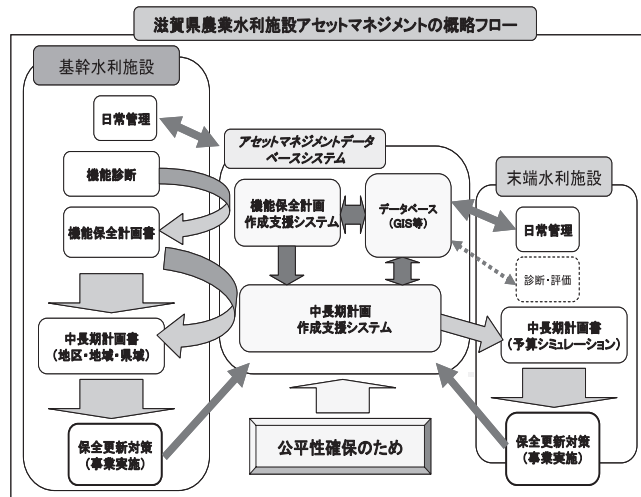 滋賀県農業水利施設アセットマネジメントの概略フロー
基幹水利施設
日常管理
機能診断
機能保全計画書
中長期計画書
(地区・地域・県域)
保全更新対策
(事業実施)
アセットマネジメントデータ
ベースシステム
機能保全計画
作成支援システム
データベース
(GIS等)
中長期計画
作成支援システム
公平性確保のため
末端水利施設
日常管理
診断・評価
中長期計画書
(予算シミュレーション)
保全更新対策
(事業実施)